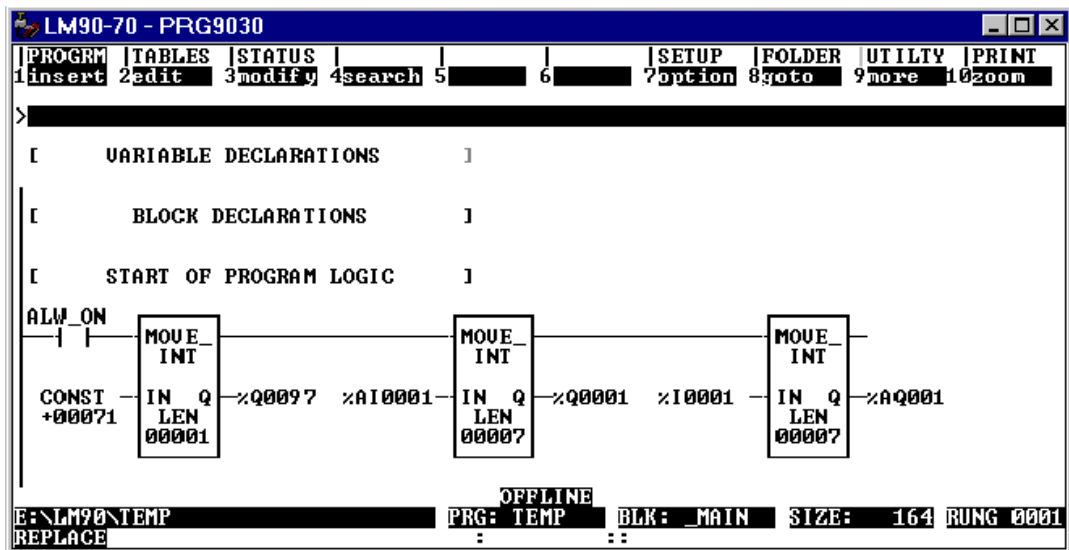 LM90-70 - PRG9030
|PROGRM |TABLES |STATUS | | | |SETUP |FOLDER |UTILTY |PRINT
1insert 2edit 3modify 4search 5 6 7option 8goto 9more 10zoom
>
[ VARIABLE DECLARATIONS ]
[ BLOCK DECLARATIONS ]
[ START OF PROGRAM LOGIC ]
ALW_ON
MOVE_ MOVE_ MOVE_
INT INT INT
CONST IN Q %Q0097 %AI0001 IN Q %Q0001 %I0001 IN Q %AQ001
+00071 LEN LEN LEN
00001 00007 00007
OFFLINE
E:\LM90\TEMP PRG: TEMP BLK: _MAIN SIZE: 164 RUNG 0001
REPLACE : ::